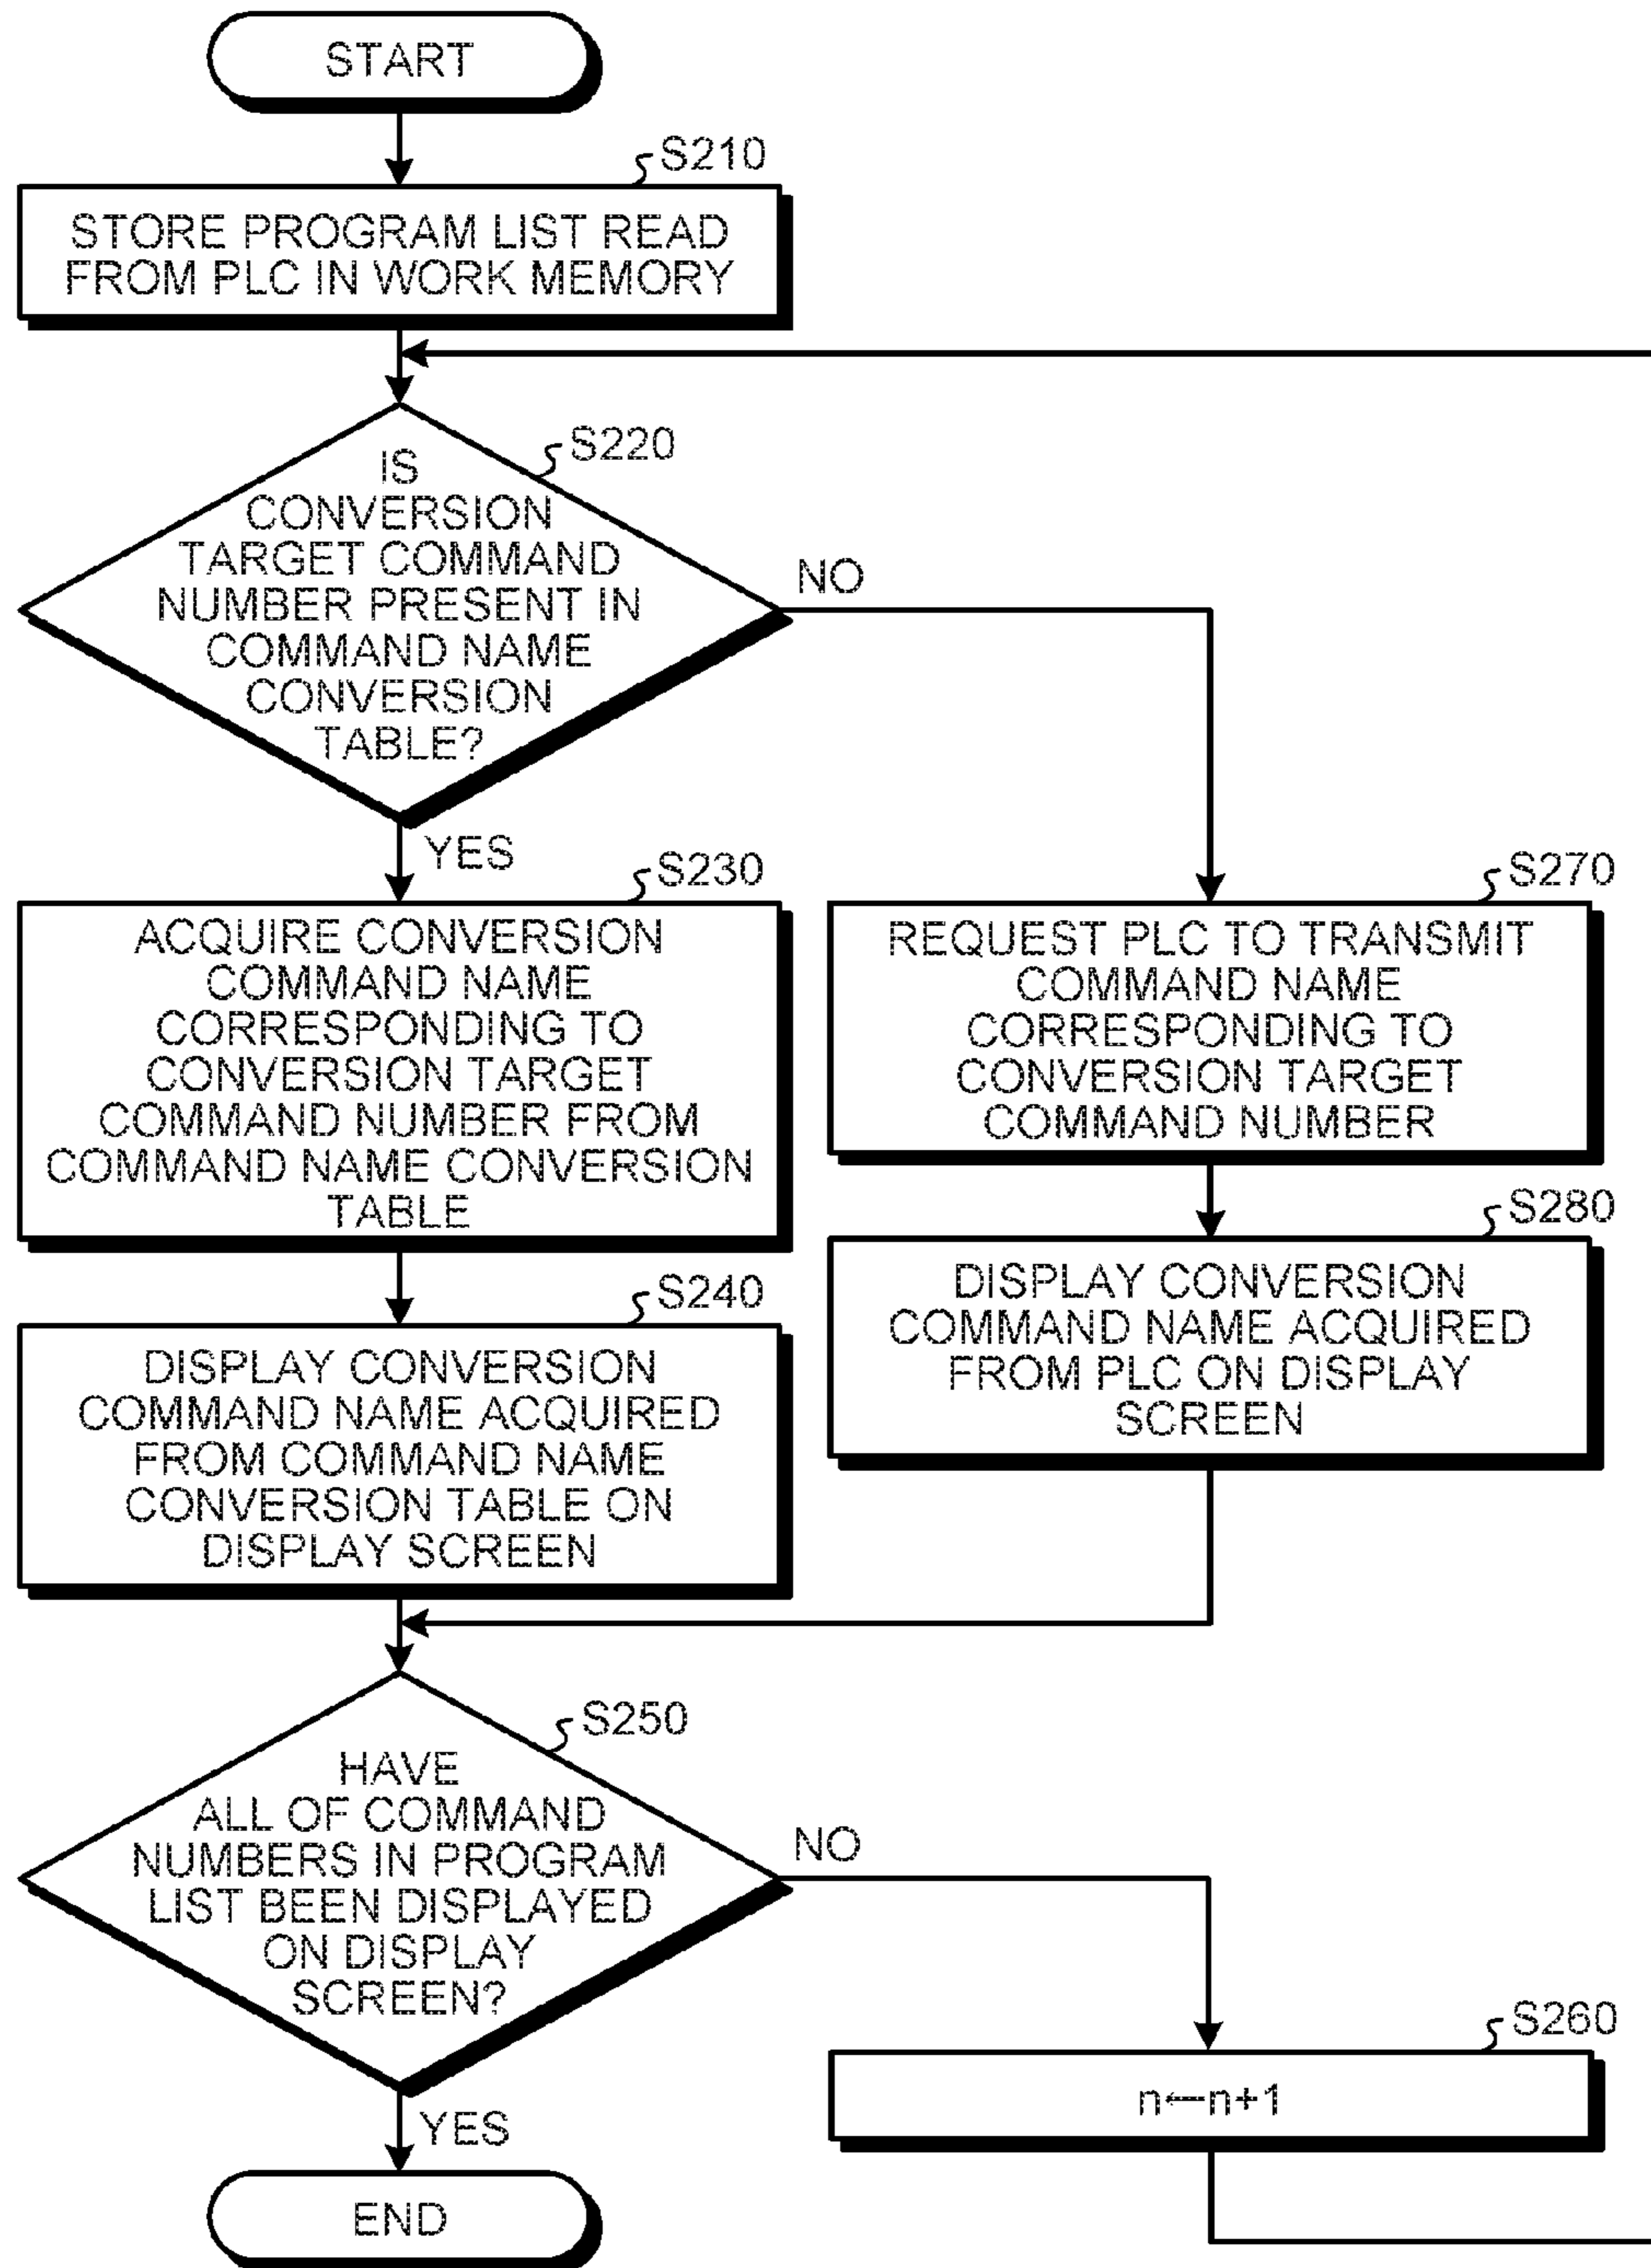 START
S210
STORE PROGRAM LIST READ
FROM PLC IN WORK MEMORY
S220
IS
CONVERSION
TARGET COMMAND
NUMBER PRESENT IN
COMMAND NAME
CONVERSION
TABLE?
NO
YES
S230
ACQUIRE CONVERSION
COMMAND NAME
CORRESPONDING TO
CONVERSION TARGET
COMMAND NUMBER FROM
COMMAND NAME CONVERSION
TABLE
S270
REQUEST PLC TO TRANSMIT
COMMAND NAME
CORRESPONDING TO
CONVERSION TARGET
COMMAND NUMBER
S240
DISPLAY CONVERSION
COMMAND NAME ACQUIRED
FROM COMMAND NAME
CONVERSION TABLE ON
DISPLAY SCREEN
S280
DISPLAY CONVERSION
COMMAND NAME ACQUIRED
FROM PLC ON DISPLAY
SCREEN
S250
HAVE
ALL OF COMMAND
NUMBERS IN PROGRAM
LIST BEEN DISPLAYED
ON DISPLAY
SCREEN?
NO
S260
n←n+1
YES
END